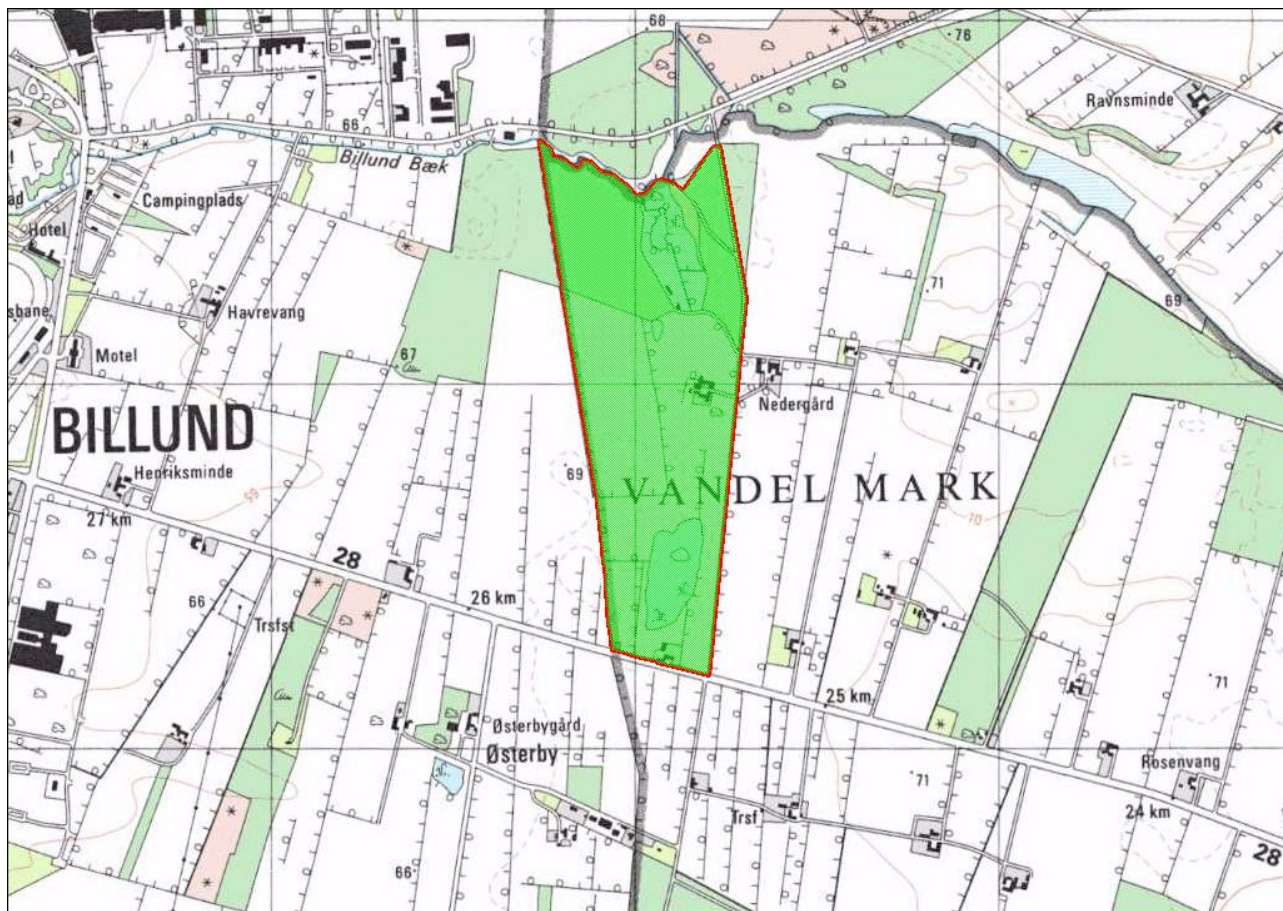 68
76
Ravnsminde
66
Billund Bæk
Campingplads
ad
Hotel
71
69
sbane
Havrevang
Motel
67
Nedergård
BILLUND
Henriksminde
69
VANDEL MARK
59
70
27 km
28
26 km
66
Trsfst
25 km
71
Østerbygård
Østerby
71
Rosenvang
Trsf
24 km
28
66